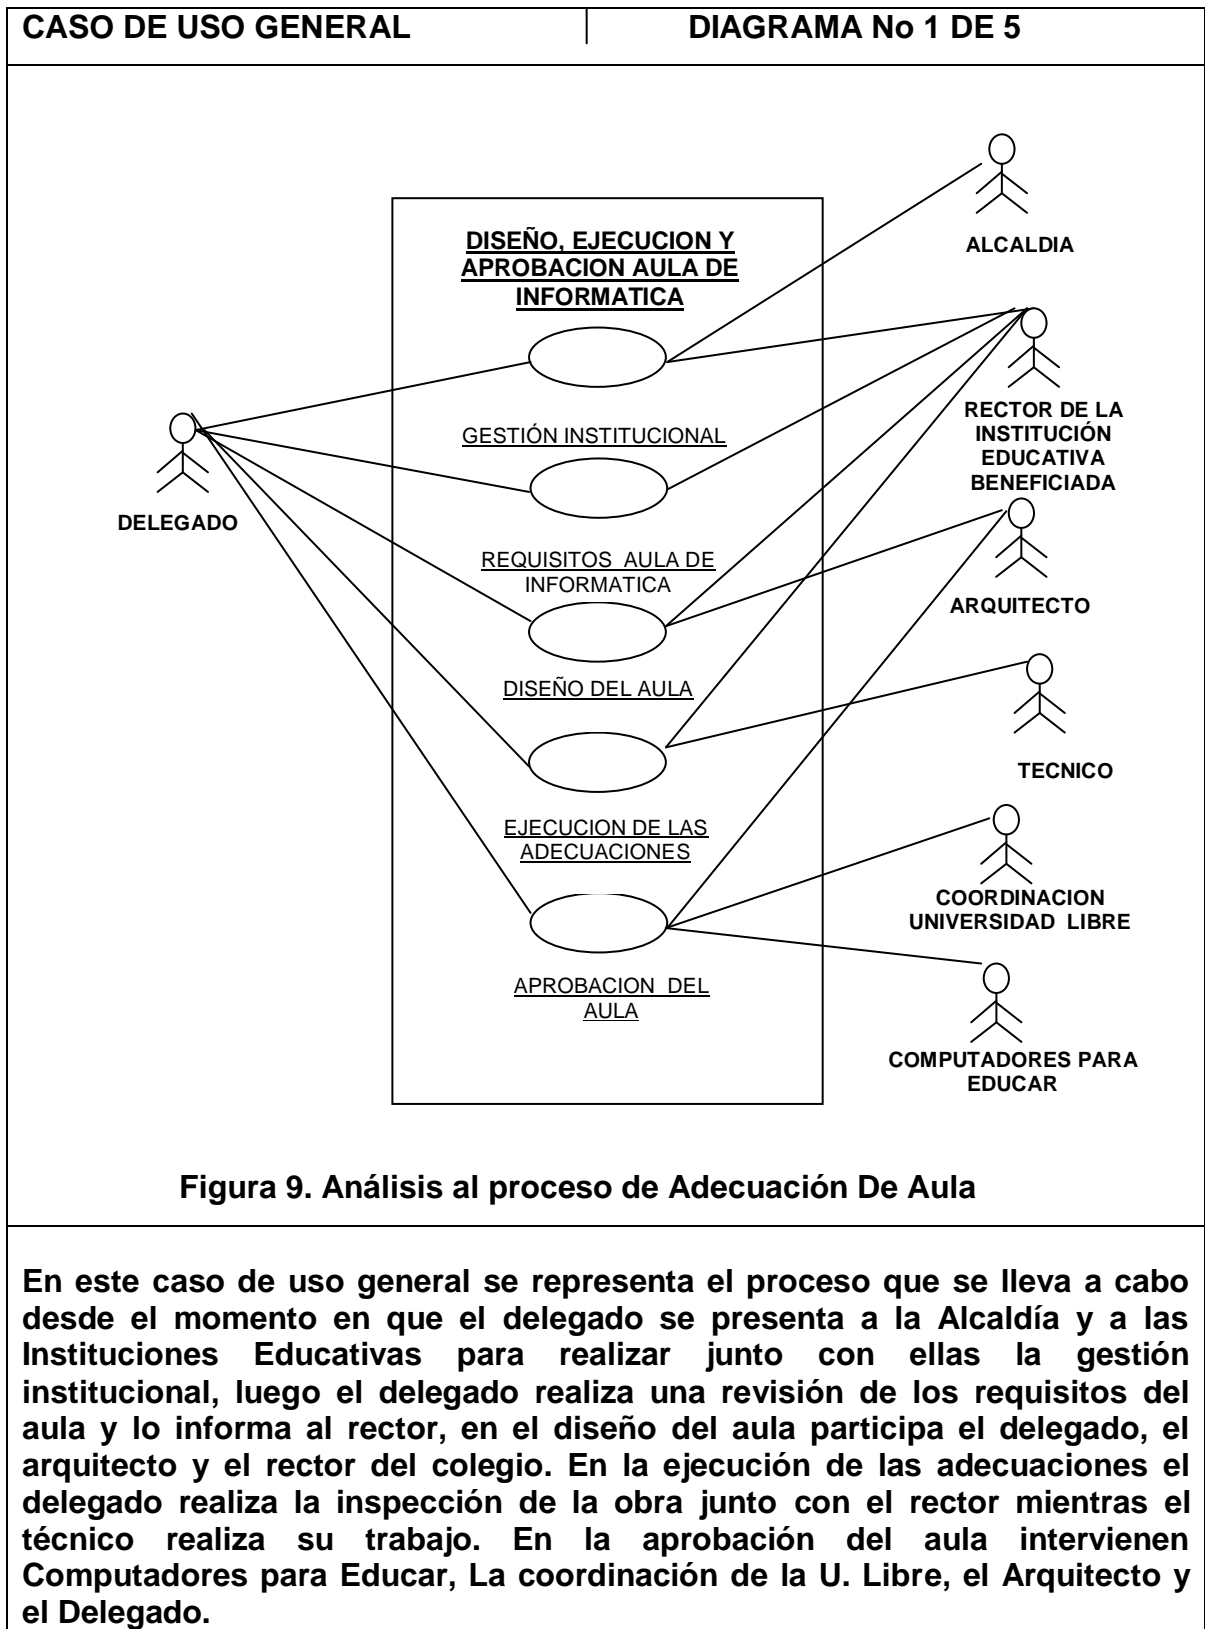 CASO DE USO GENERAL
DIAGRAMA No 1 DE 5
DISEÑO, EJECUCION Y
APROBACION AULA DE
INFORMATICA
ALCALDIA
GESTIÓN INSTITUCIONAL
RECTOR DE LA
INSTITUCIÓN
EDUCATIVA
BENEFICIADA
DELEGADO
REQUISITOS AULA DE
INFORMATICA
ARQUITECTO
DISEÑO DEL AULA
TECNICO
EJECUCION DE LAS
ADECUACIONES
COORDINACION
UNIVERSIDAD LIBRE
APROBACION DEL
AULA
COMPUTADORES PARA
EDUCAR
Figura 9. Análisis al proceso de Adecuación De Aula
En este caso de uso general se representa el proceso que se lleva a cabo
desde el momento en que el delegado se presenta a la Alcaldía y a las
Instituciones Educativas para realizar junto con ellas la gestión
institucional, luego el delegado realiza una revisión de los requisitos del
aula y lo informa al rector, en el diseño del aula participa el delegado, el
arquitecto y el rector del colegio. En la ejecución de las adecuaciones el
delegado realiza la inspección de la obra junto con el rector mientras el
técnico realiza su trabajo. En la aprobación del aula intervienen
Computadores para Educar, La coordinación de la U. Libre, el Arquitecto y
el Delegado.